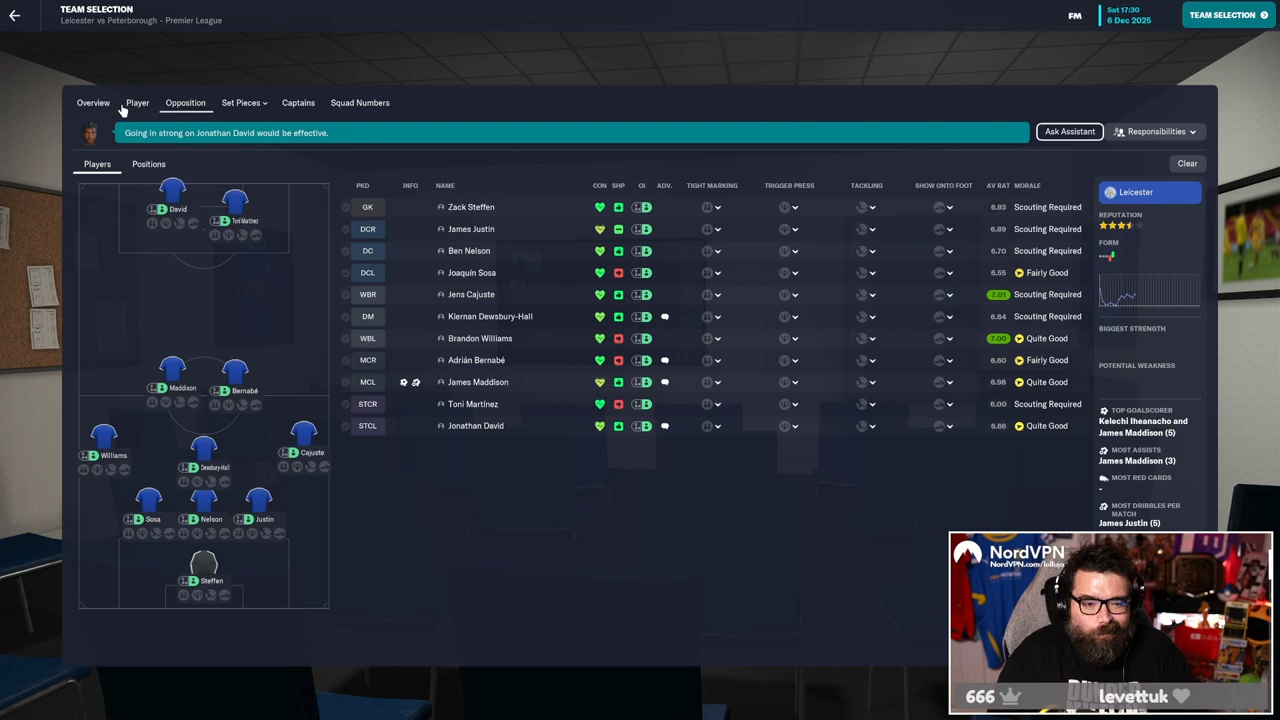 TEAM SELECTION
Leicester vs Peterborough - Premier League
FM
Sat 17:30
6 Dec 2025
TEAM SELECTION
Overview Player Opposition Set Pieces Captains Squad Numbers
Going in strong on Jonathan David would be effective.
Ask Assistant
Responsibilities
Players Positions
Clear
David
Toni Martínez
Maddison
Bernabé
Williams
Dewsbury-Hall
Cajuste
Sosa
Nelson
Justin
Steffen
PKD INFO NAME CON SHP OI ADV. TIGHT MARKING TRIGGER PRESS TACKLING SHOW ONTO FOOT AV RAT MORALE
GK Zack Steffen 6.93 Scouting Required
DCR James Justin 6.89 Scouting Required
DC Ben Nelson 6.70 Scouting Required
DCL Joaquín Sosa 6.55 Fairly Good
WBR Jens Cajuste 7.01 Scouting Required
DM Kiernan Dewsbury-Hall 6.84 Scouting Required
WBL Brandon Williams 7.00 Quite Good
MCR Adrián Bernabé 6.60 Fairly Good
MCL James Maddison 6.98 Quite Good
STCR Toni Martínez 6.00 Scouting Required
STCL Jonathan David 6.66 Quite Good
Leicester
REPUTATION
FORM
BIGGEST STRENGTH
POTENTIAL WEAKNESS
TOP GOALSCORER
Kelechi Iheanacho and
James Maddison (5)
MOST ASSISTS
James Maddison (3)
MOST RED CARDS
-
MOST DRIBBLES PER
MATCH
James Justin (5)
NordVPN
NordVPN.com/lollujo
666
levettuk